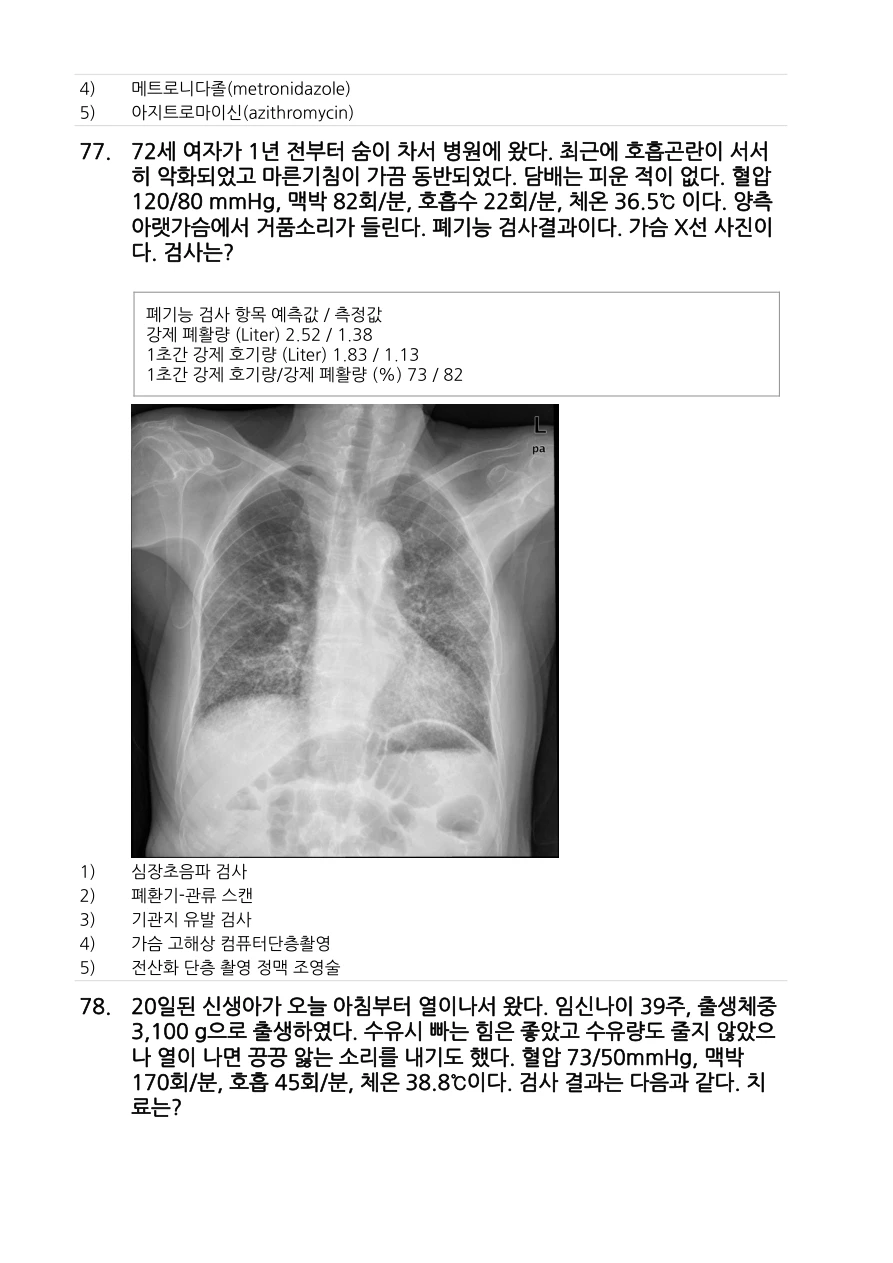 4) 메트로니다졸(metronidazole)
5) 아지트로마이신(azithromycin)
77. 72세 여자가 1년 전부터 숨이 차서 병원에 왔다. 최근에 호흡곤란이 서서
히 악화되었고 마른기침이 가끔 동반되었다. 담배는 피운 적이 없다. 혈압
120/80 mmHg, 맥박 82회/분, 호흡수 22회/분, 체온 36.5℃ 이다. 양측
아랫가슴에서 거품소리가 들린다. 폐기능 검사결과이다. 가슴 X선 사진이
다. 검사는?
폐기능 검사 항목 예측값 / 측정값
강제 폐활량 (Liter) 2.52 / 1.38
1초간 강제 호기량 (Liter) 1.83 / 1.13
1초간 강제 호기량/강제 폐활량 (%) 73 / 82
L
pa
1) 심장초음파 검사
2) 폐환기-관류 스캔
3) 기관지 유발 검사
4) 가슴 고해상 컴퓨터단층촬영
5) 전산화 단층 촬영 정맥 조영술
78. 20일된 신생아가 오늘 아침부터 열이나서 왔다. 임신나이 39주, 출생체중
3,100 g으로 출생하였다. 수유시 빠는 힘은 좋았고 수유량도 줄지 않았으
나 열이 나면 끙끙 앓는 소리를 내기도 했다. 혈압 73/50mmHg, 맥박
170회/분, 호흡 45회/분, 체온 38.8℃이다. 검사 결과는 다음과 같다. 치
료는?